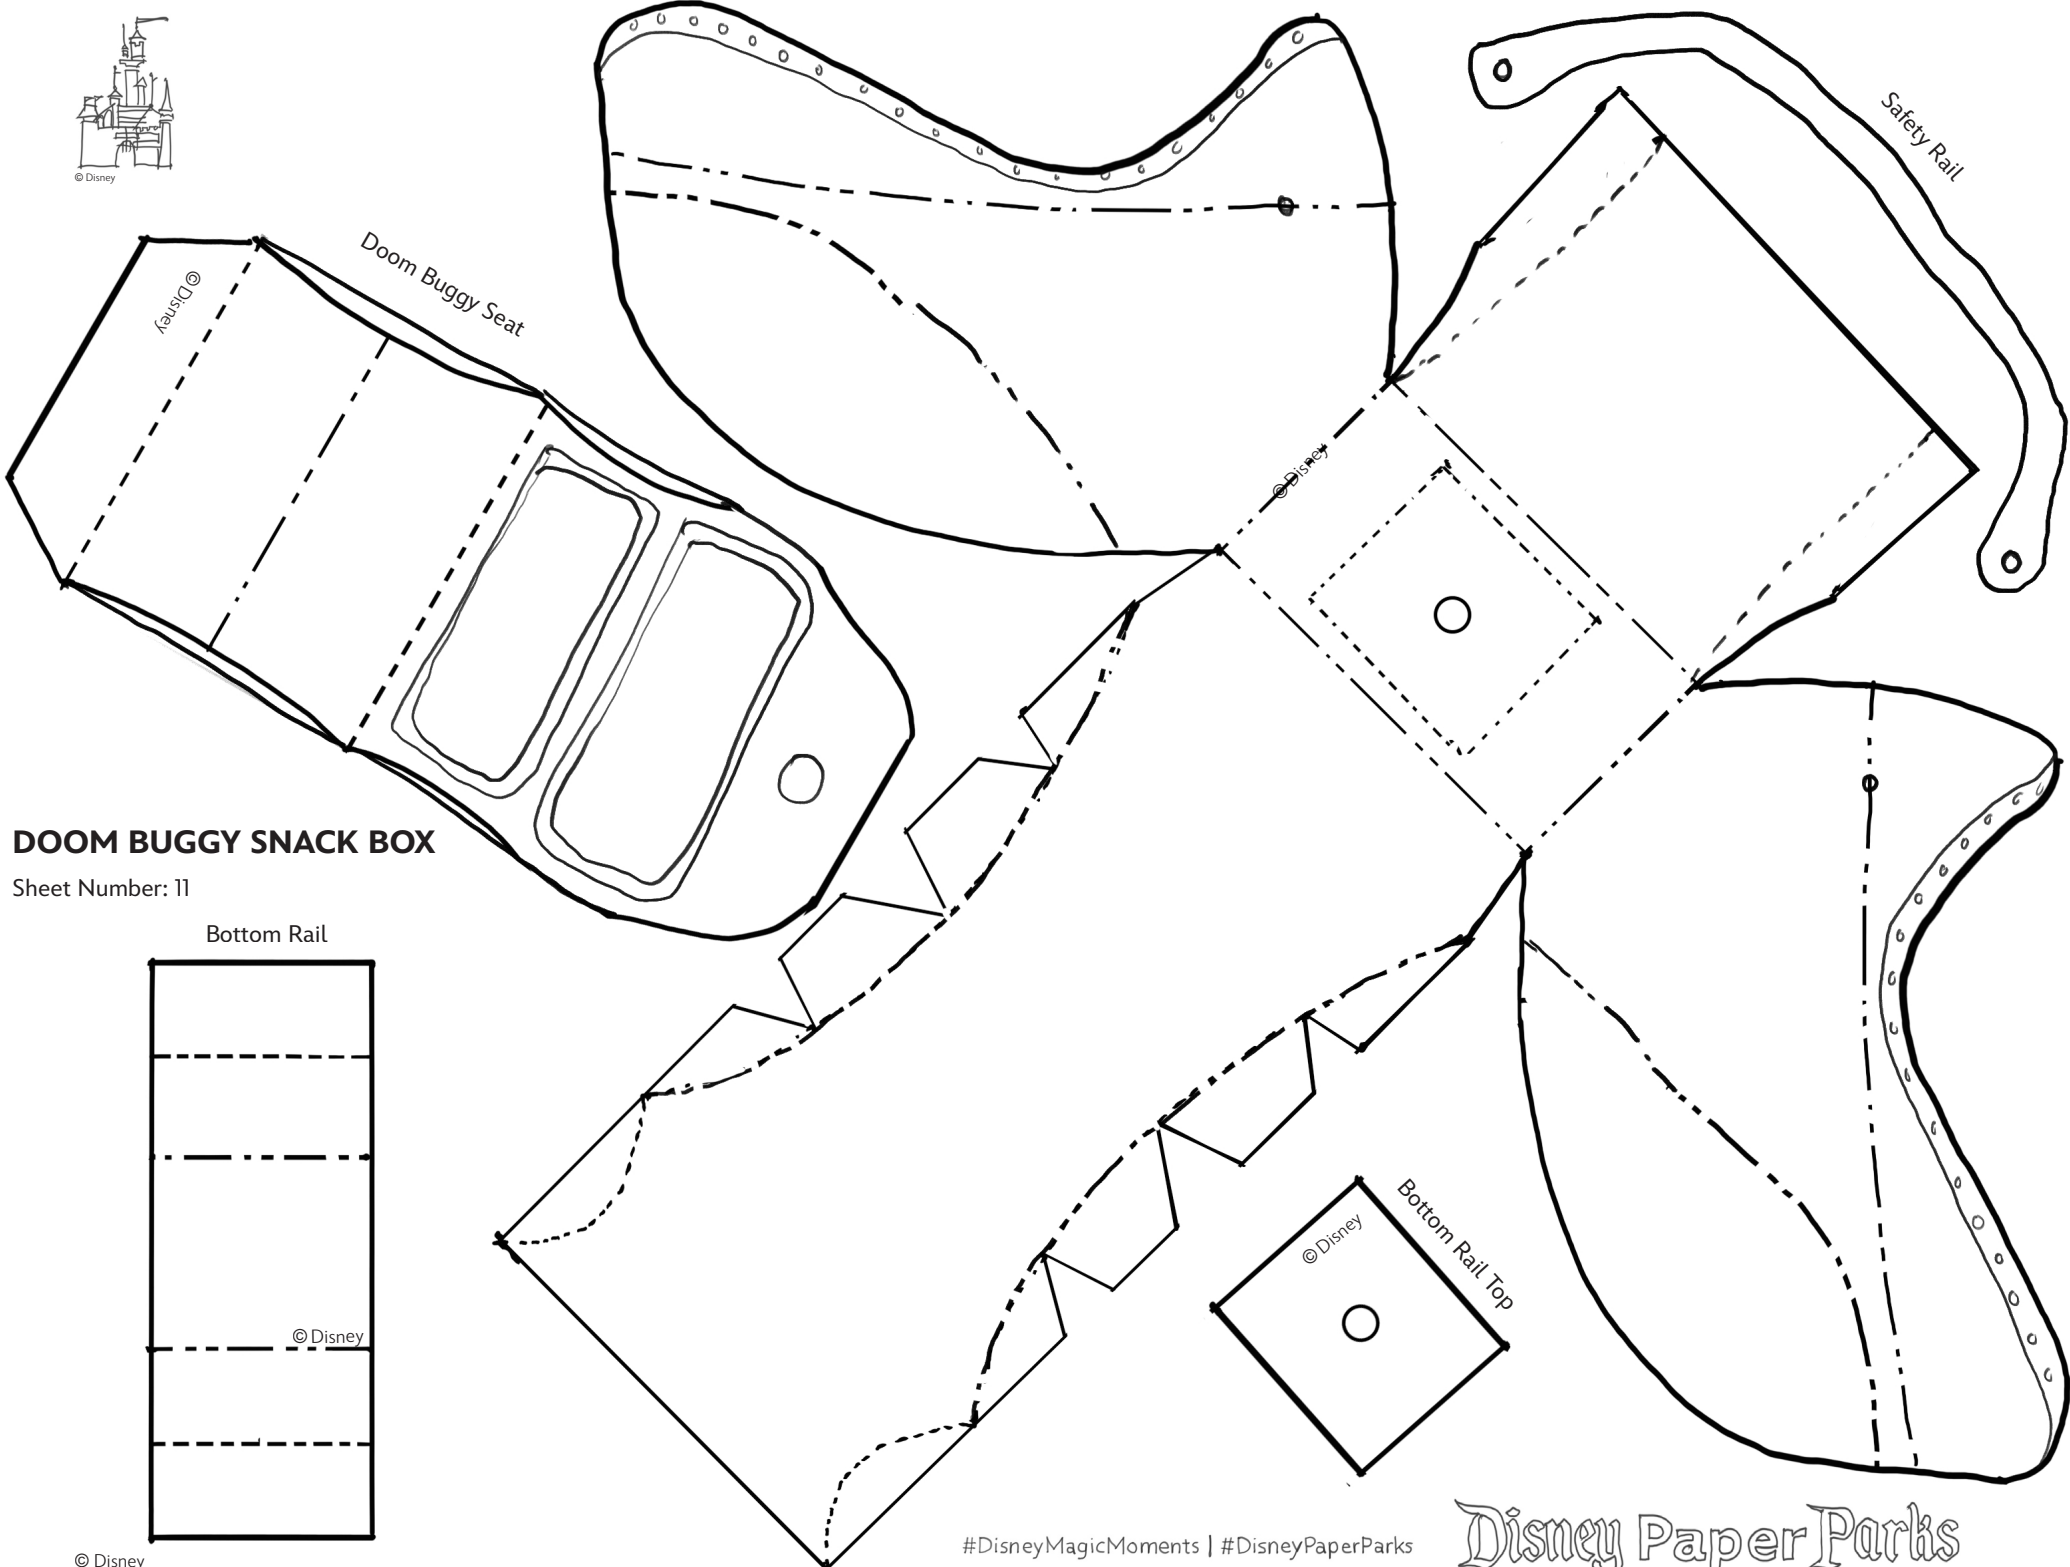 © Disney
Safety Rail
Doom Buggy Seat
© Disney
© Disney
DOOM BUGGY SNACK BOX
Sheet Number: 11
Bottom Rail
© Disney
Bottom Rail Top
© Disney
#DisneyMagicMoments | #DisneyPaperParks
Disney Paper Parks
© Disney